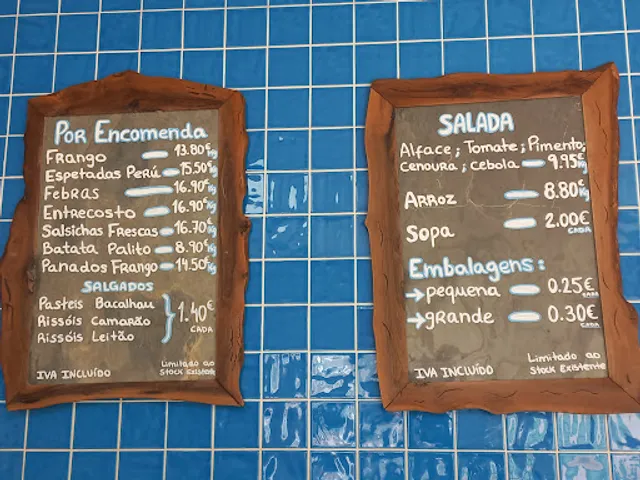 Por Encomenda
Frango 13.80€ Kg
Espetadas Perú 15.50€ Kg
Febras 16.90€ Kg
Entrecosto 16.90€ Kg
Salsichas Frescas 16.70€ Kg
Batata Palito 8.90€ Kg
Panados Frango 14.50€ Kg
SALGADOS
Pasteis Bacalhau
Rissóis Camarão 1.40€ CADA
Rissóis Leitão
IVA INCLUÍDO
Limitado ao
Stock Existente
SALADA
Alface; Tomate; Pimento;
Cenoura; Cebola 9.95€ Kg
Arroz 8.80€ Kg
Sopa 2.00€ CADA
Embalagens:
→ pequena 0.25€ CADA
→ grande 0.30€ CADA
IVA INCLUÍDO
Limitado ao
Stock Existente